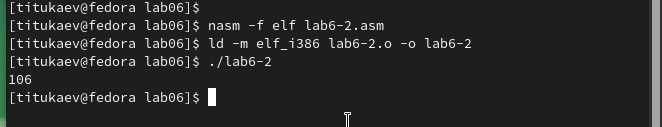 [titukaev@fedora lab06]$
[titukaev@fedora lab06]$ nasm -f elf lab6-2.asm
[titukaev@fedora lab06]$ ld -m elf_i386 lab6-2.o -o lab6-2
[titukaev@fedora lab06]$ ./lab6-2
106
[titukaev@fedora lab06]$